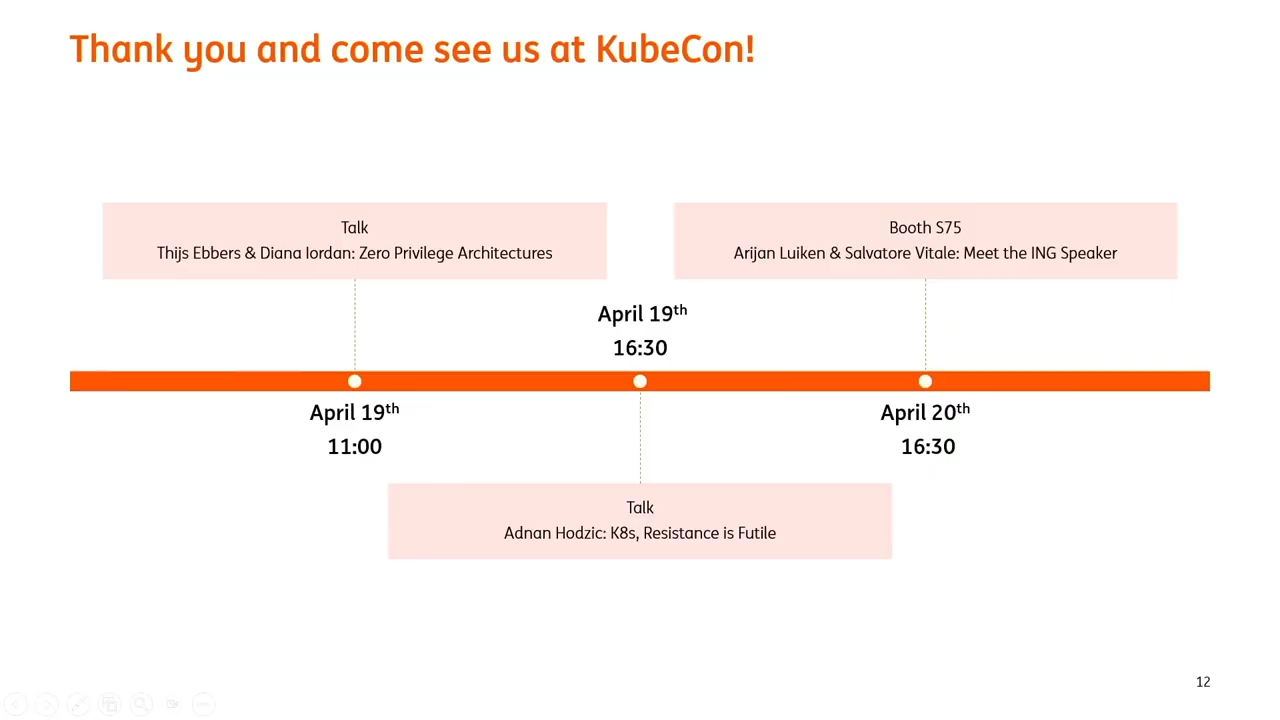 Thank you and come see us at KubeCon!
Talk
Thijs Ebbers & Diana Iordan: Zero Privilege Architectures
Booth S75
Arijan Luiken & Salvatore Vitale: Meet the ING Speaker
April 19th
16:30
April 19th
11:00
April 20th
16:30
Talk
Adnan Hodzic: K8s, Resistance is Futile
12